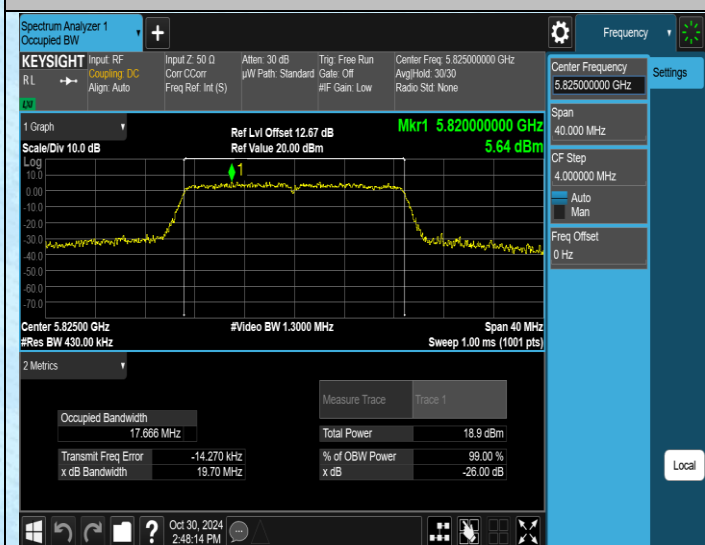 Spectrum Analyzer 1
Occupied BW
+
Frequency
KEYSIGHT
RL
LXI
Input: RF
Coupling: DC
Align: Auto
Input Z: 50 Ω
Corr CCorr
Freq Ref: Int (S)
Atten: 30 dB
µW Path: Standard
Trig: Free Run
Gate: Off
#IF Gain: Low
Center Freq: 5.825000000 GHz
Avg|Hold: 30/30
Radio Std: None
Center Frequency
5.825000000 GHz
Settings
Span
40.000 MHz
CF Step
4.000000 MHz
Auto
Man
Freq Offset
0 Hz
1 Graph
Scale/Div 10.0 dB
Ref Lvl Offset 12.67 dB
Ref Value 20.00 dBm
Mkr1 5.820000000 GHz
5.64 dBm
Log
10.0
0.00
-10.0
-20.0
-30.0
-40.0
-50.0
-60.0
-70.0
1
Center 5.82500 GHz
#Res BW 430.00 kHz
#Video BW 1.3000 MHz
Span 40 MHz
Sweep 1.00 ms (1001 pts)
2 Metrics
Measure Trace Trace 1
Occupied Bandwidth
17.666 MHz
Total Power 18.9 dBm
Transmit Freq Error -14.270 kHz
% of OBW Power 99.00 %
x dB Bandwidth 19.70 MHz
x dB -26.00 dB
Local
?
Oct 30, 2024
2:48:14 PM